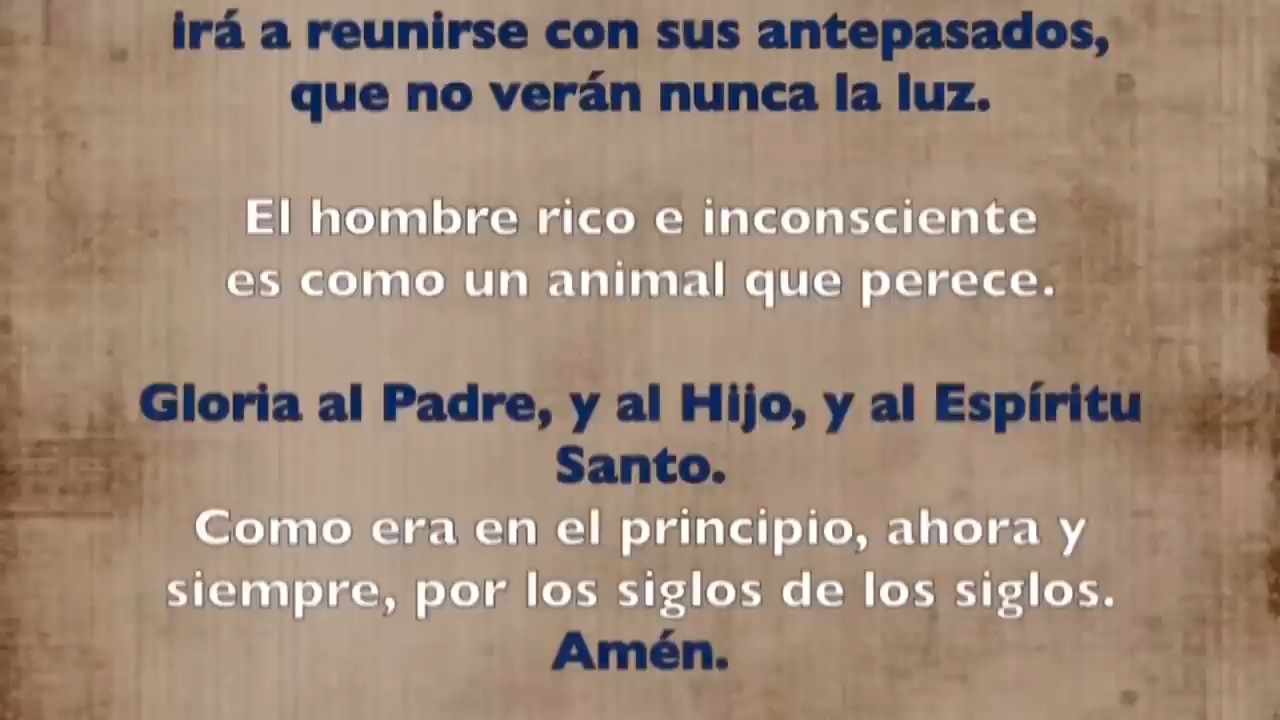 irá a reunirse con sus antepasados,
que no verán nunca la luz.
El hombre rico e inconsciente
es como un animal que perece.
Gloria al Padre, y al Hijo, y al Espíritu
Santo.
Como era en el principio, ahora y
siempre, por los siglos de los siglos.
Amén.